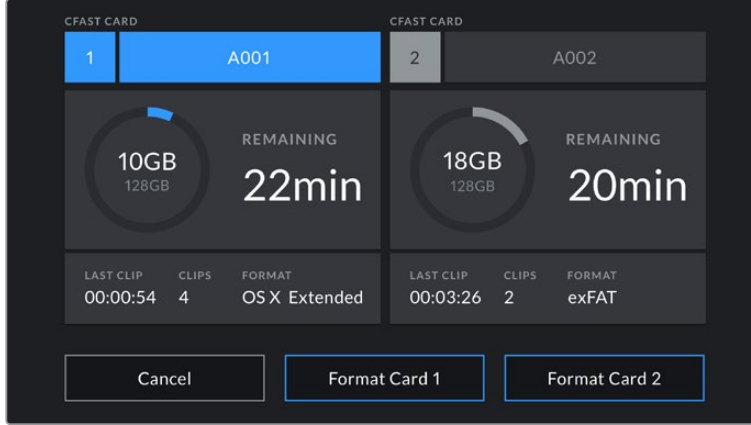 CFAST CARD
1 A001
10GB
128GB
REMAINING
22min
LAST CLIP CLIPS FORMAT
00:00:54 4 OS X Extended
CFAST CARD
2 A002
18GB
128GB
REMAINING
20min
LAST CLIP CLIPS FORMAT
00:03:26 2 exFAT
Cancel Format Card 1 Format Card 2